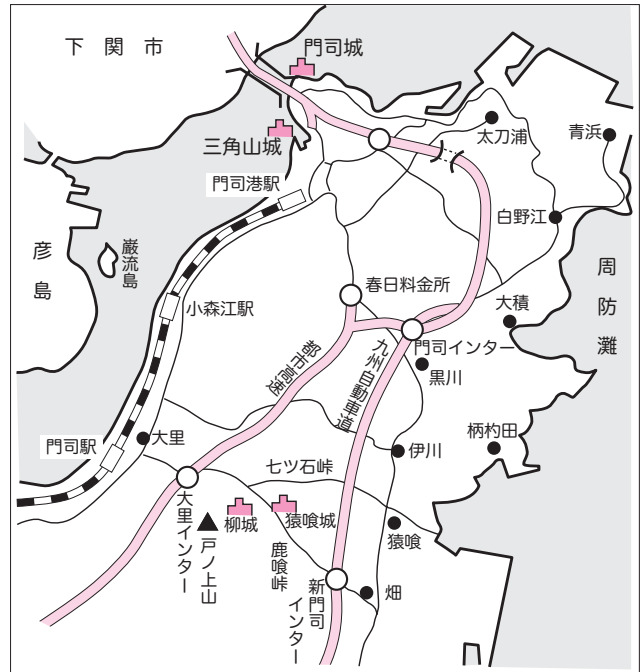 下関市
門司城
三角山城
太刀浦
青浜
門司港駅
白野江
彦島
巌流島
周防灘
春日料金所
小森江駅
大積
門司インター
黒川
都市高速
九州自動車道
門司駅
大里
伊川
柄杓田
七ツ石峠
大里インター
戸ノ上山
柳城
猿喰城
鹿喰峠
猿喰
新門司インター
畑